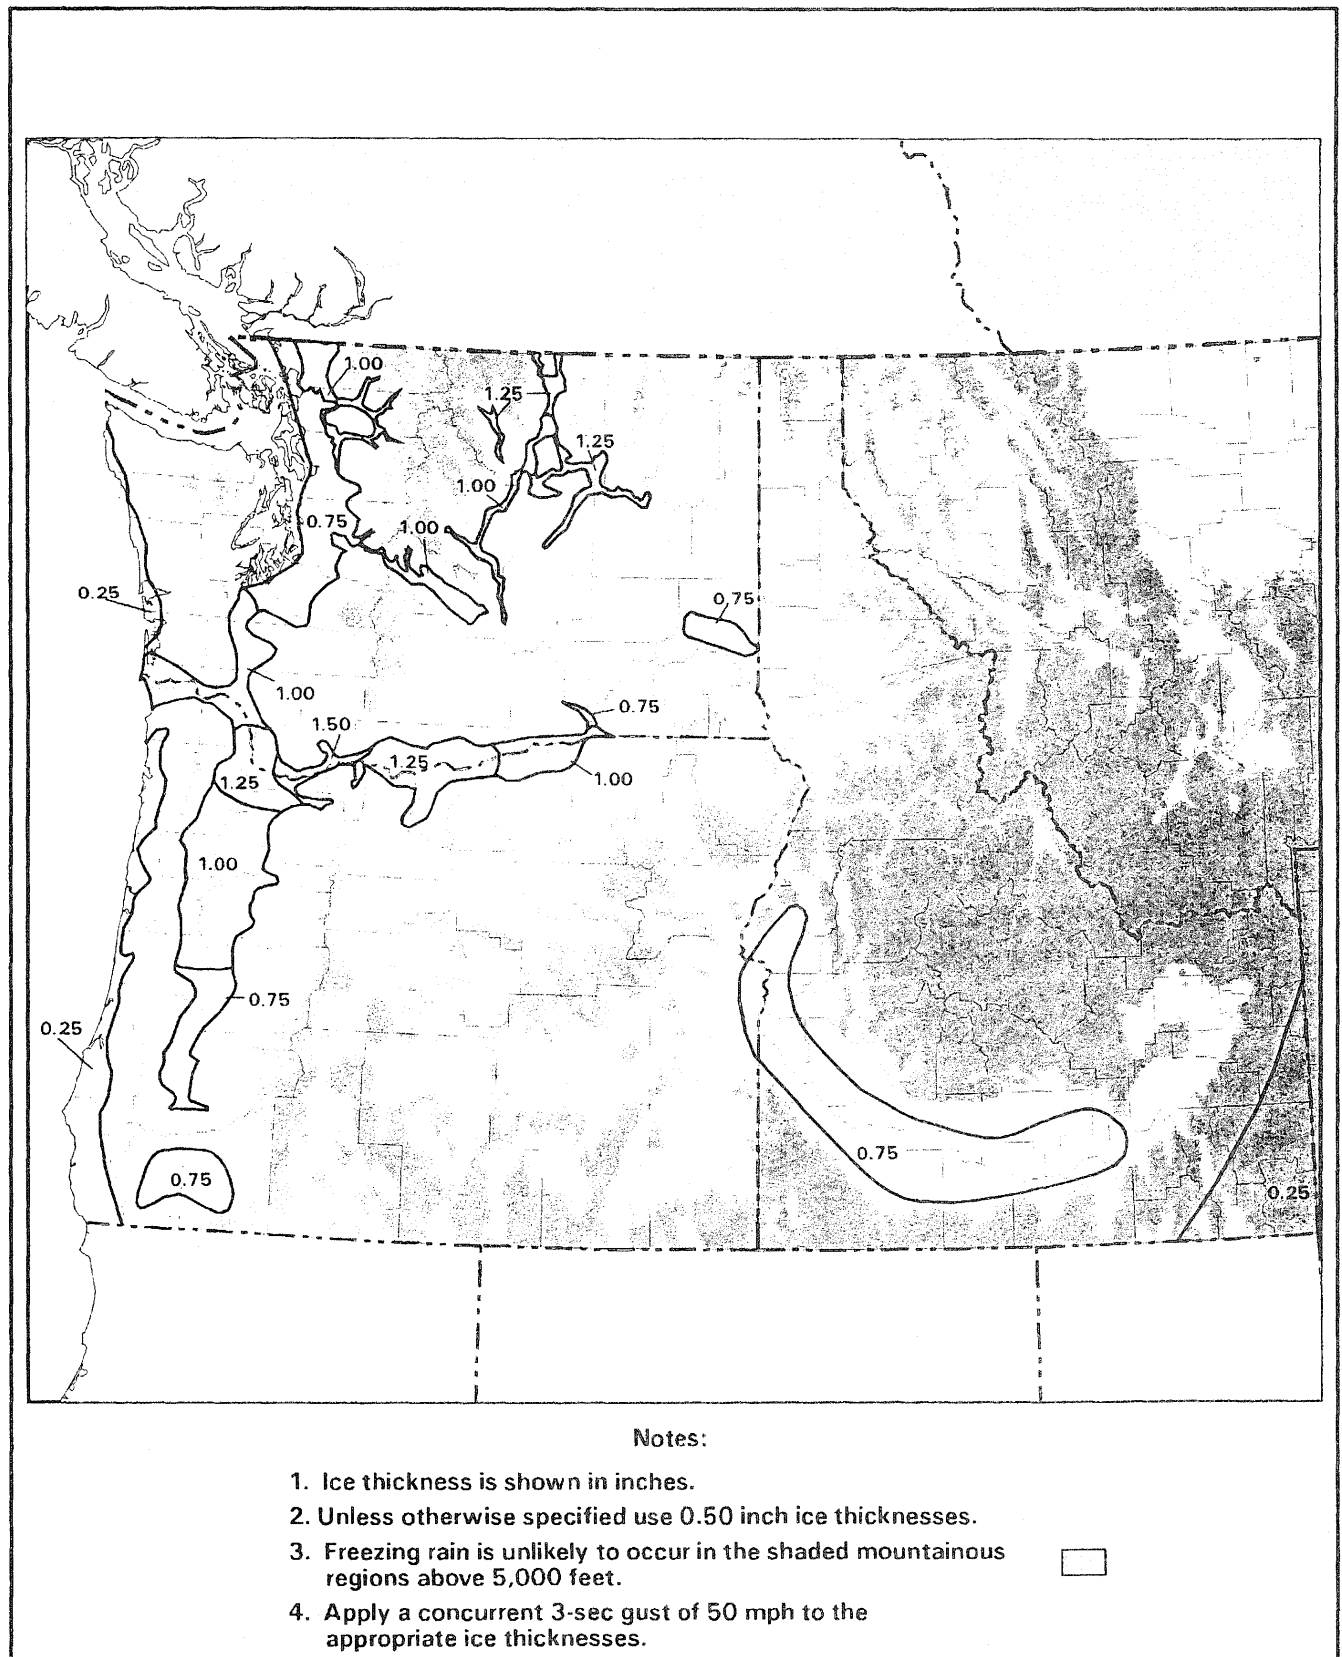 1.00
1.25
1.25
1.00
0.75
1.00
0.25
0.75
1.00
0.75
1.50
1.25
1.25
1.00
1.00
0.75
0.25
0.75
0.75
0.25
Notes:
1. Ice thickness is shown in inches.
2. Unless otherwise specified use 0.50 inch ice thicknesses.
3. Freezing rain is unlikely to occur in the shaded mountainous
regions above 5,000 feet.
4. Apply a concurrent 3-sec gust of 50 mph to the
appropriate ice thicknesses.